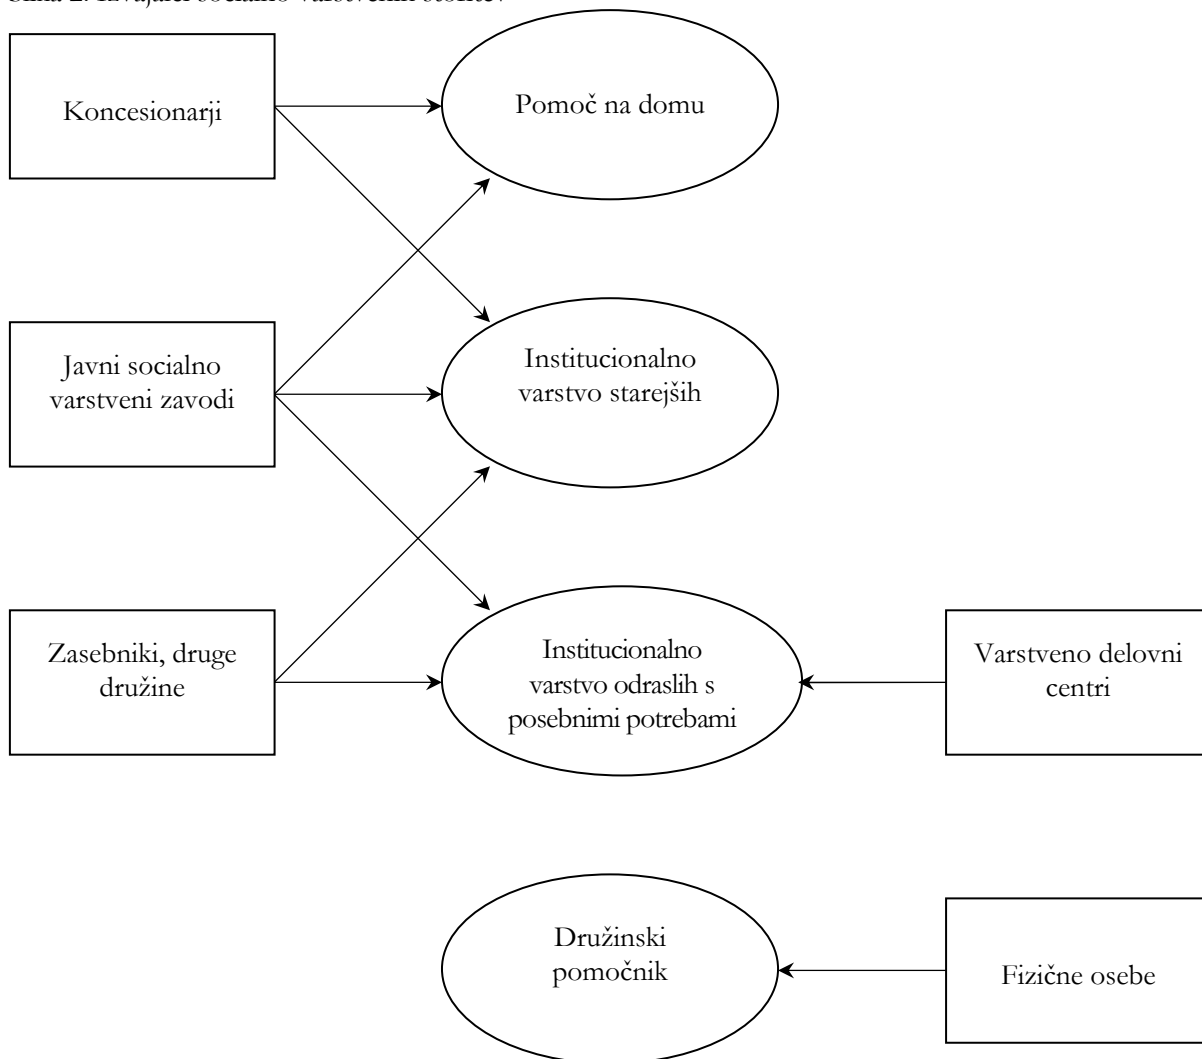 Koncesionarji
Pomoč na domu
Javni socialno
varstveni zavodi
Institucionalno
varstvo starejših
Zasebniki, druge
družine
Institucionalno
varstvo odraslih s
posebnimi potrebami
Varstveno delovni
centri
Družinski
pomočnik
Fizične osebe